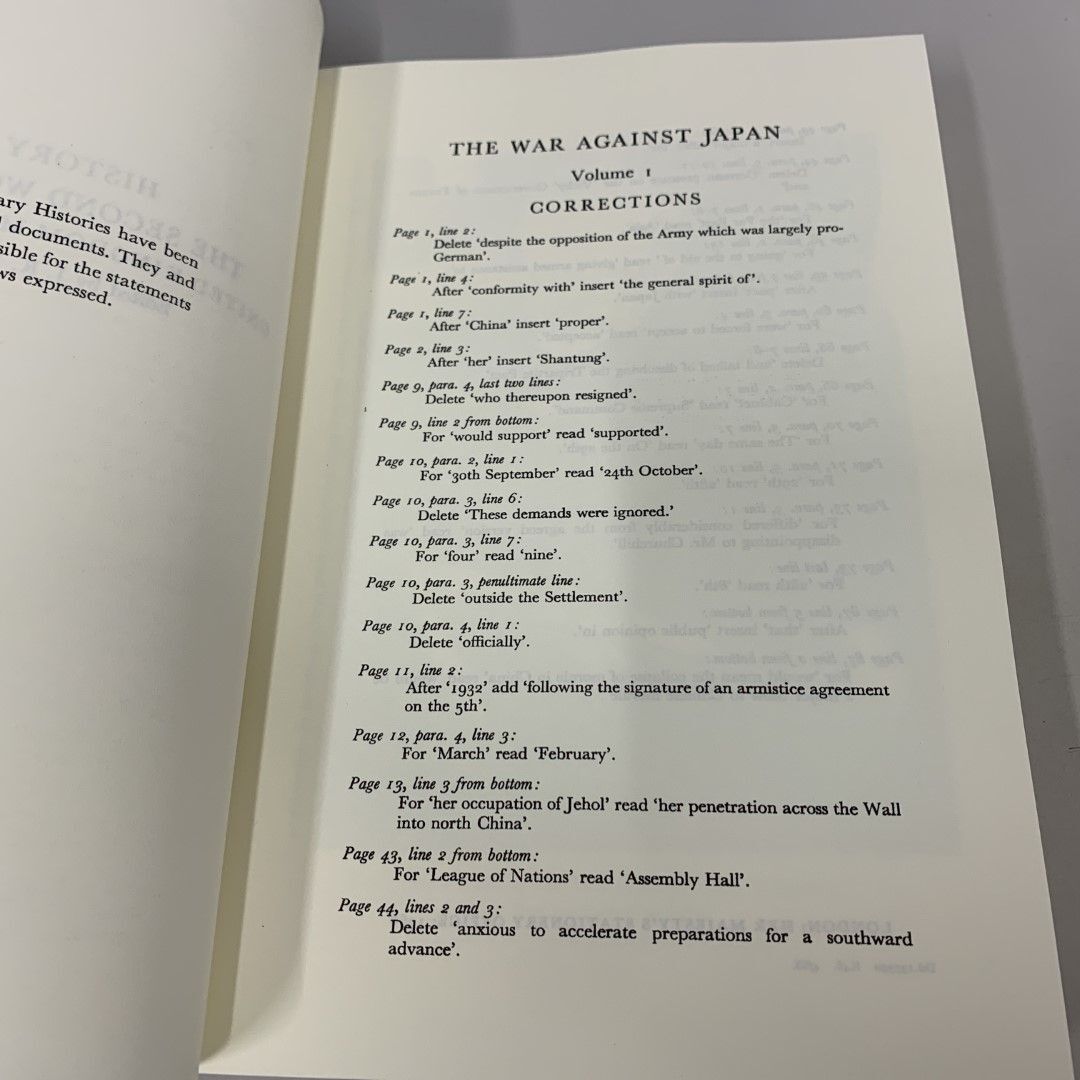 ary Histories have been
documents. They and
sible for the statements
ws expressed.
THE WAR AGAINST JAPAN
Volume 1
CORRECTIONS
Page 1, line 2:
Delete ‘despite the opposition of the Army which was largely pro-
German’.
Page 1, line 4:
After ‘conformity with’ insert ‘the general spirit of’.
Page 1, line 7:
After ‘China’ insert ‘proper’.
Page 2, line 3:
After ‘her’ insert ‘Shantung’.
Page 9, para. 4, last two lines:
Delete ‘who thereupon resigned’.
Page 9, line 2 from bottom:
For ‘would support’ read ‘supported’.
Page 10, para. 2, line 1:
For ‘30th September’ read ‘24th October’.
Page 10, para. 3, line 6:
Delete ‘These demands were ignored.’
Page 10, para. 3, line 7:
For ‘four’ read ‘nine’.
Page 10, para. 3, penultimate line:
Delete ‘outside the Settlement’.
Page 10, para. 4, line 1:
Delete ‘officially’.
Page 11, line 2:
After ‘1932’ add ‘following the signature of an armistice agreement
on the 5th’.
Page 12, para. 4, line 3:
For ‘March’ read ‘February’.
Page 13, line 3 from bottom:
For ‘her occupation of Jehol’ read ‘her penetration across the Wall
into north China’.
Page 43, line 2 from bottom:
For ‘League of Nations’ read ‘Assembly Hall’.
Page 44, lines 2 and 3:
Delete ‘anxious to accelerate preparations for a southward
advance’.